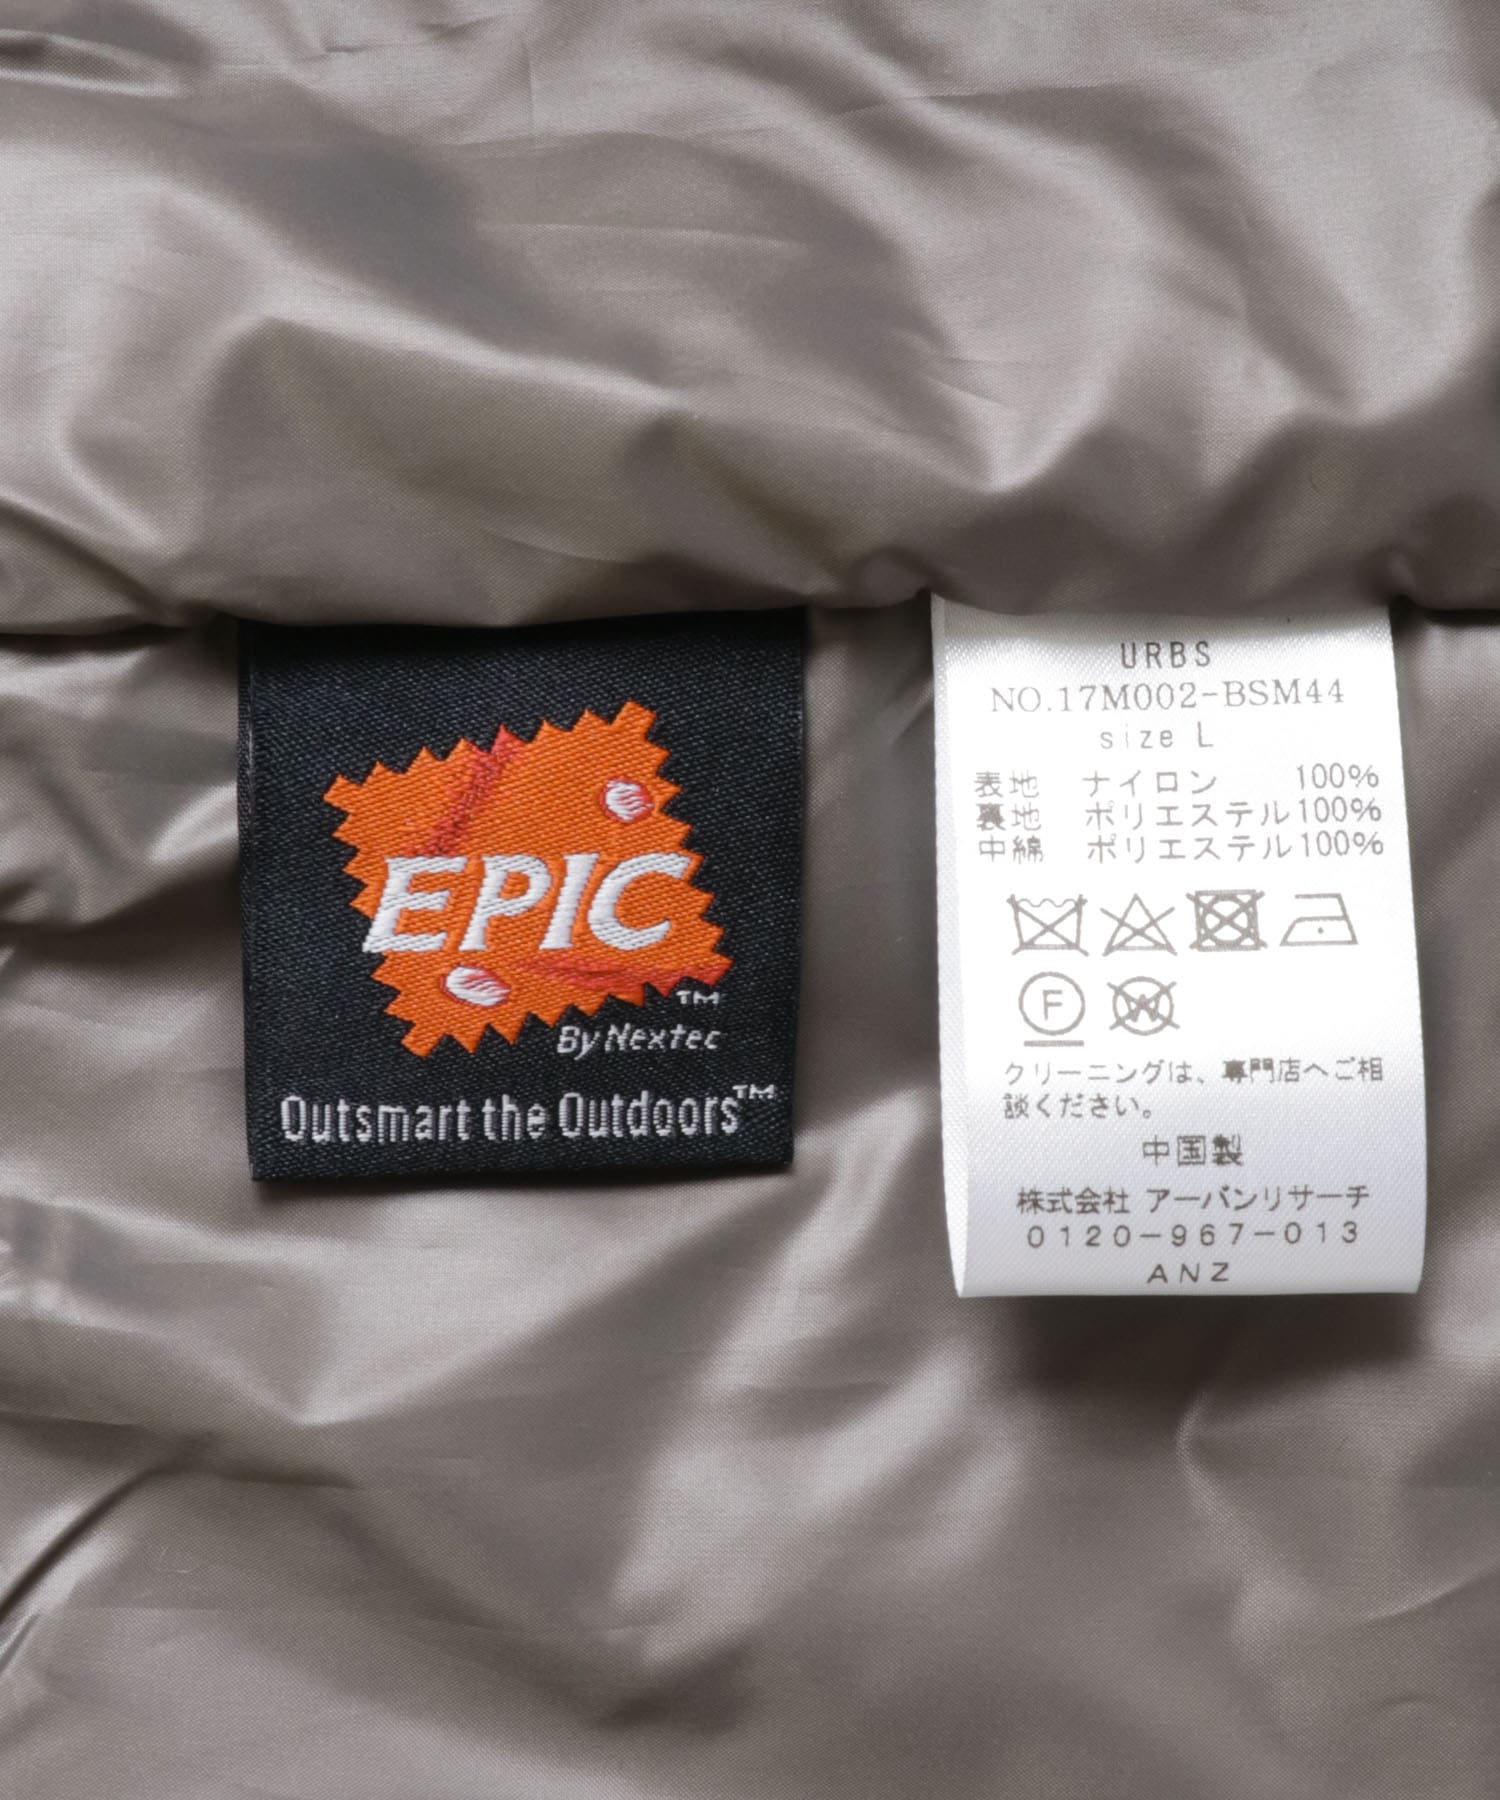 EPIC
TM
By Nextec
Outsmart the Outdoors™
URBS
NO.17M002-BSM44
size L
表地 ナイロン 100%
裏地 ポリエステル100%
中綿 ポリエステル100%
F
W
クリーニングは、専門店へご相
談ください。
中国製
株式会社 アーバンリサーチ
0120-967-013
ANZ